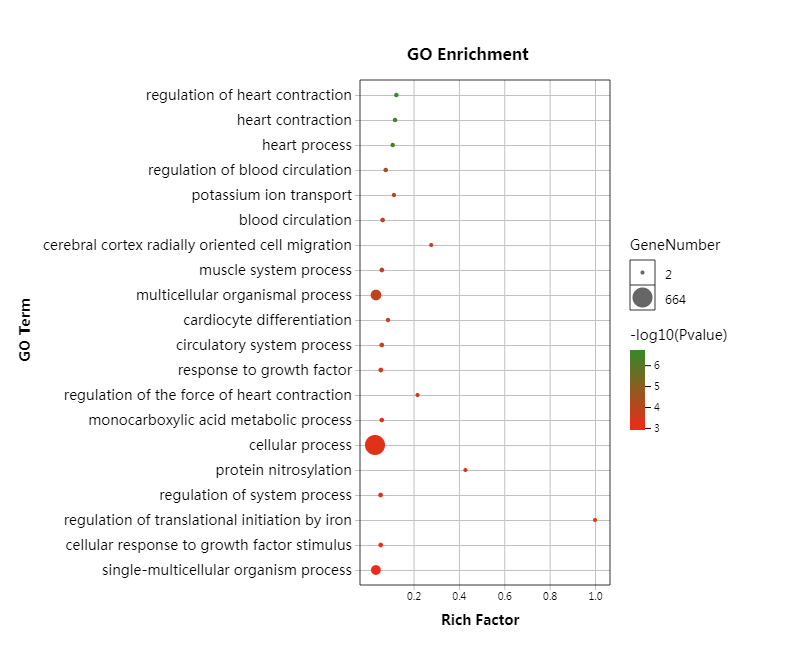 GO Enrichment
regulation of heart contraction
heart contraction
heart process
regulation of blood circulation
potassium ion transport
blood circulation
cerebral cortex radially oriented cell migration
muscle system process
multicellular organismal process
cardiocyte differentiation
circulatory system process
response to growth factor
regulation of the force of heart contraction
monocarboxylic acid metabolic process
cellular process
protein nitrosylation
regulation of system process
regulation of translational initiation by iron
cellular response to growth factor stimulus
single-multicellular organism process
GO Term
0.2 0.4 0.6 0.8 1.0
Rich Factor
GeneNumber
2
664
-log10(Pvalue)
6
5
4
3